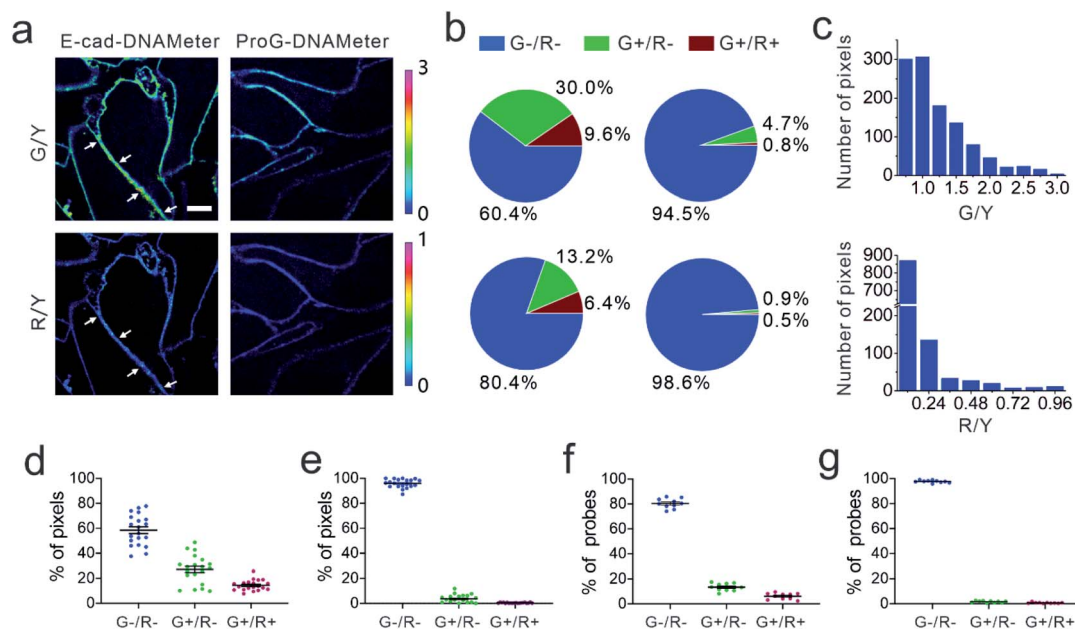 a
E-cad-DNAMeter ProG-DNAMeter
G/Y
R/Y
3
0
1
0
b
G-/R- G+/R- G+/R+
30.0%
9.6%
60.4%
4.7%
0.8%
94.5%
13.2%
6.4%
80.4%
0.9%
0.5%
98.6%
c
Number of pixels
300
200
100
0
1.0 1.5 2.0 2.5 3.0
G/Y
Number of pixels
900
800
700
200
100
0
0.24 0.48 0.72 0.96
R/Y
d
% of pixels
100
80
60
40
20
0
G-/R- G+/R- G+/R+
e
% of pixels
100
80
60
40
20
0
G-/R- G+/R- G+/R+
f
% of probes
100
80
60
40
20
0
G-/R- G+/R- G+/R+
g
% of probes
100
80
60
40
20
0
G-/R- G+/R- G+/R+